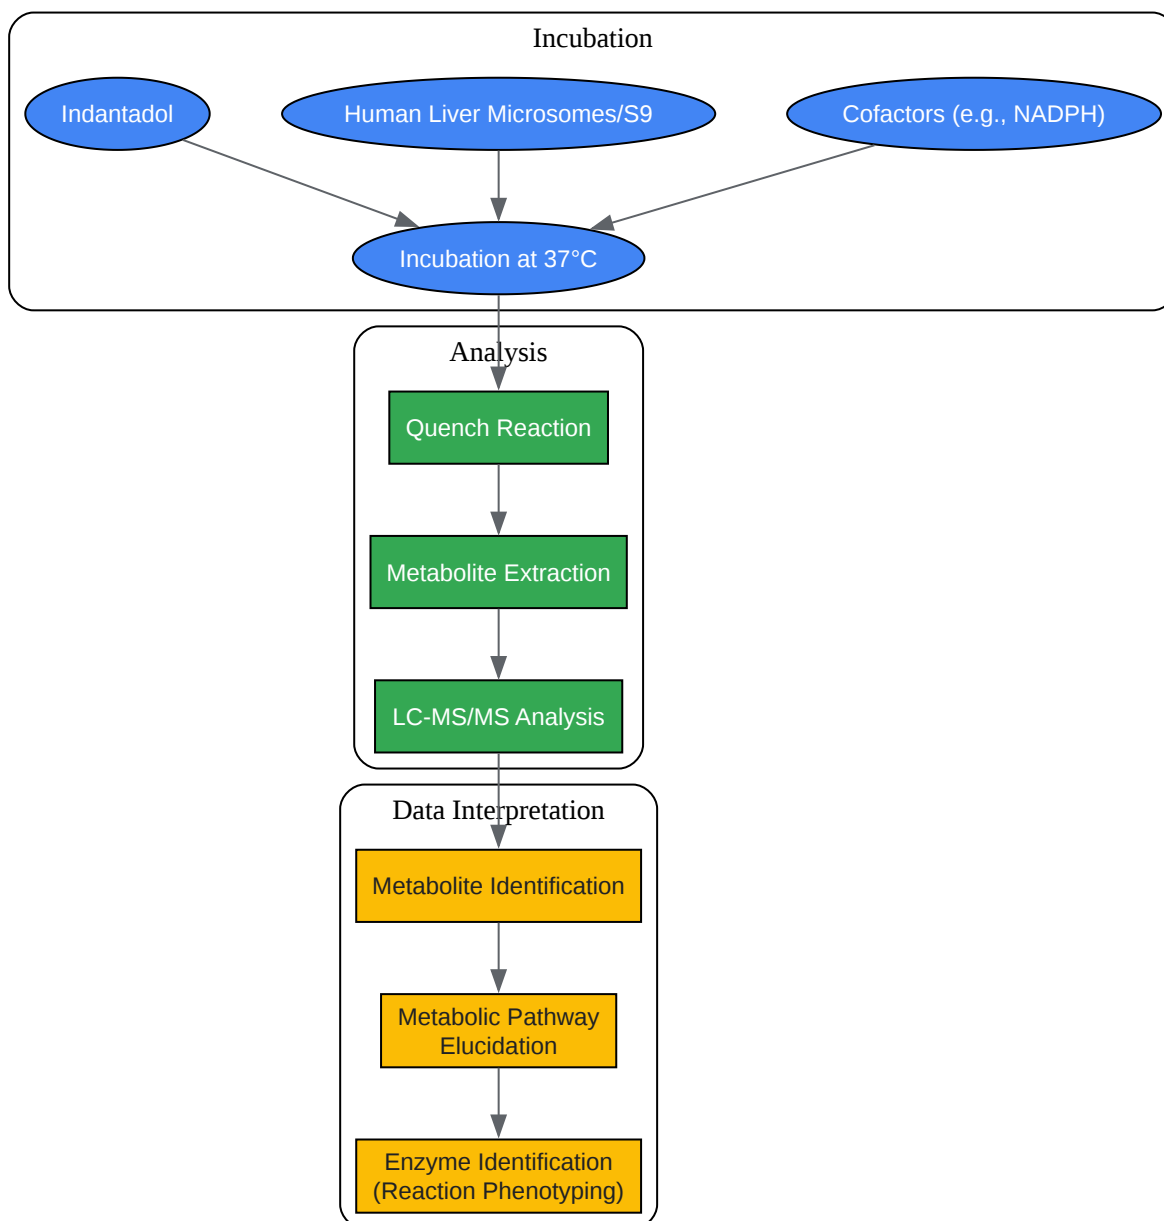 Incubation
Indantadol
Human Liver Microsomes/S9
Cofactors (e.g., NADPH)
Incubation at 37°C
Analysis
Quench Reaction
Metabolite Extraction
LC-MS/MS Analysis
Data Interpretation
Metabolite Identification
Metabolic Pathway
Elucidation
Enzyme Identification
(Reaction Phenotyping)